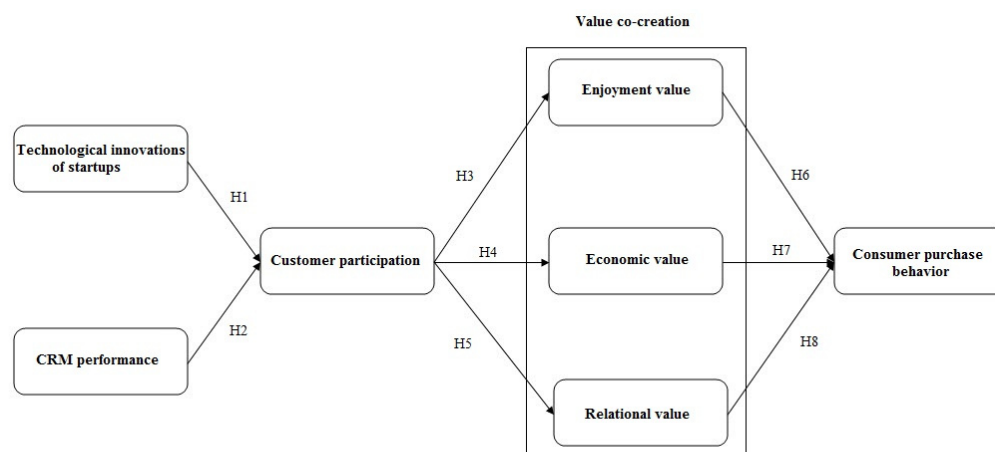 Value co-creation
Enjoyment value
Technological innovations
of startups
H1
H3
H6
Customer participation
H4
Economic value
H7
Consumer purchase
behavior
H2
CRM performance
H5
H8
Relational value